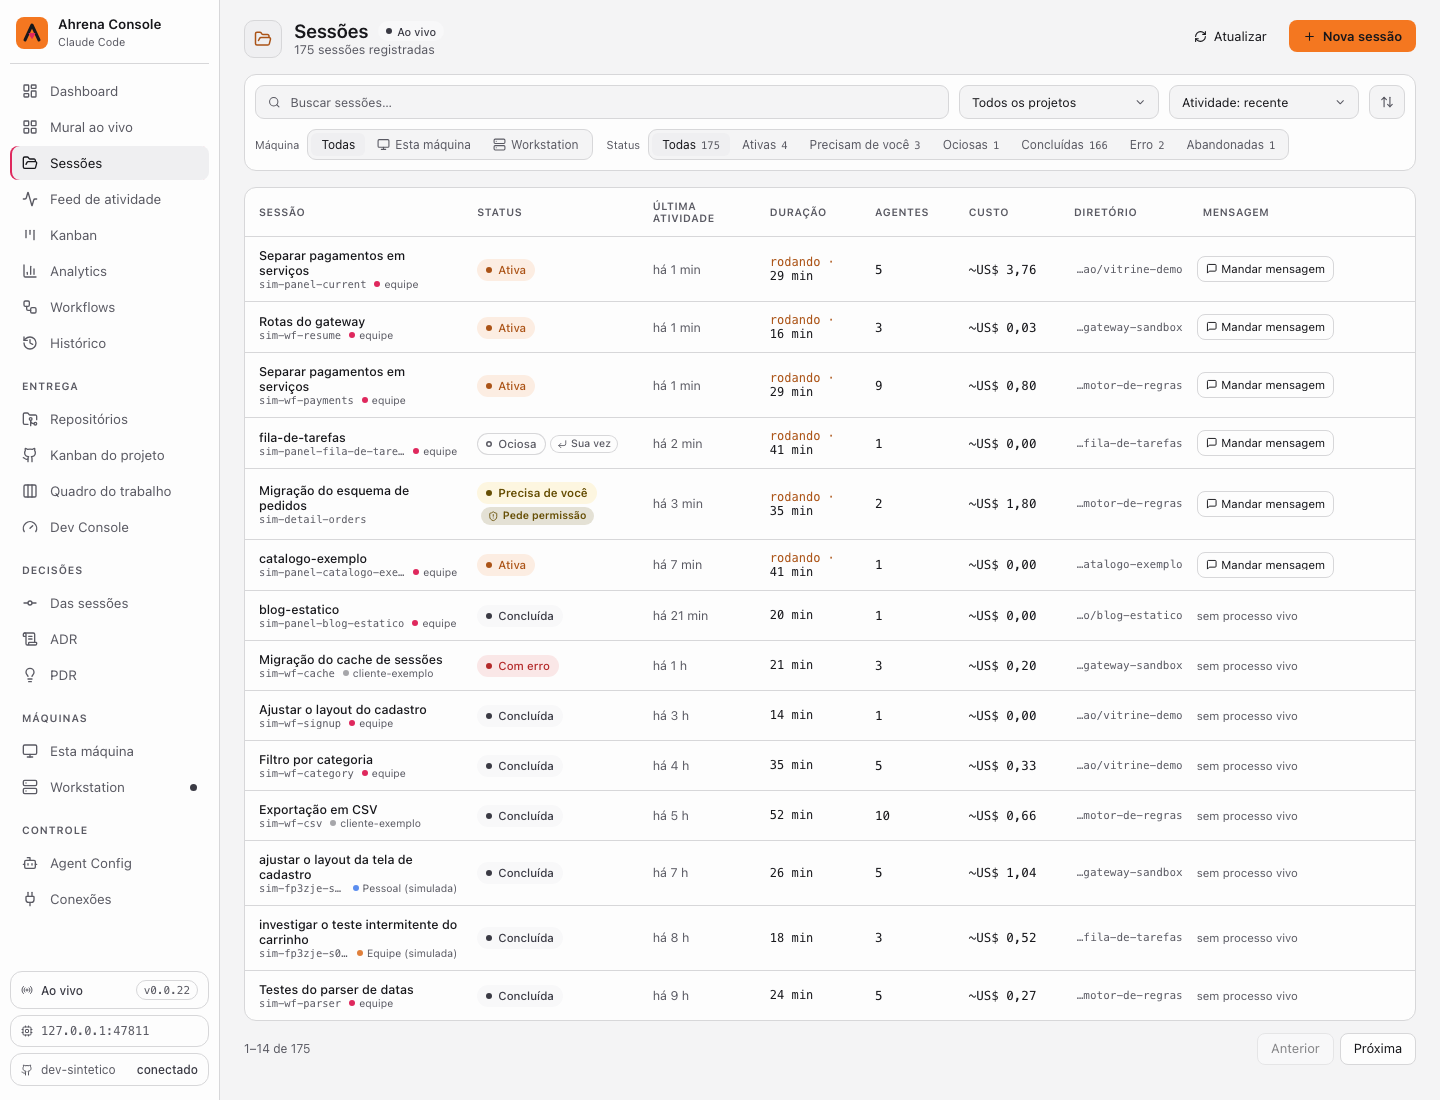 Ahrena Console
Claude Code
Dashboard
Mural ao vivo
Sessões
Feed de atividade
Kanban
Analytics
Workflows
Histórico
ENTREGA
Repositórios
Kanban do projeto
Quadro do trabalho
Dev Console
DECISÕES
Das sessões
ADR
PDR
MÁQUINAS
Esta máquina
Workstation
CONTROLE
Agent Config
Conexões
Ao vivo v0.0.22
127.0.0.1:47811
dev-sintetico conectado
Sessões Ao vivo
175 sessões registradas
Atualizar
Nova sessão
Buscar sessões...
Todos os projetos
Atividade: recente
Máquina Todas Esta máquina Workstation Status Todas 175 Ativas 4 Precisam de você 3 Ociosas 1 Concluídas 166 Erro 2 Abandonadas 1
SESSÃO STATUS ÚLTIMA ATIVIDADE DURAÇÃO AGENTES CUSTO DIRETÓRIO MENSAGEM
Separar pagamentos em serviços
sim-panel-current equipe
Ativa há 1 min rodando · 29 min 5 ~US$ 3,76 …ao/vitrine-demo Mandar mensagem
Rotas do gateway
sim-wf-resume equipe
Ativa há 1 min rodando · 16 min 3 ~US$ 0,03 …gateway-sandbox Mandar mensagem
Separar pagamentos em serviços
sim-wf-payments equipe
Ativa há 1 min rodando · 29 min 9 ~US$ 0,80 …motor-de-regras Mandar mensagem
fila-de-tarefas
sim-panel-fila-de-tare… equipe
Ociosa Sua vez há 2 min rodando · 41 min 1 ~US$ 0,00 …fila-de-tarefas Mandar mensagem
Migração do esquema de pedidos
sim-detail-orders
Precisa de você
Pede permissão
há 3 min rodando · 35 min 2 ~US$ 1,80 …motor-de-regras Mandar mensagem
catalogo-exemplo
sim-panel-catalogo-exe… equipe
Ativa há 7 min rodando · 41 min 1 ~US$ 0,00 …atalogo-exemplo Mandar mensagem
blog-estatico
sim-panel-blog-estatico equipe
Concluída há 21 min 20 min 1 ~US$ 0,00 …o/blog-estatico sem processo vivo
Migração do cache de sessões
sim-wf-cache cliente-exemplo
Com erro há 1 h 21 min 3 ~US$ 0,20 …gateway-sandbox sem processo vivo
Ajustar o layout do cadastro
sim-wf-signup equipe
Concluída há 3 h 14 min 1 ~US$ 0,00 …ao/vitrine-demo sem processo vivo
Filtro por categoria
sim-wf-category equipe
Concluída há 4 h 35 min 5 ~US$ 0,33 …ao/vitrine-demo sem processo vivo
Exportação em CSV
sim-wf-csv cliente-exemplo
Concluída há 5 h 52 min 10 ~US$ 0,66 …motor-de-regras sem processo vivo
ajustar o layout da tela de cadastro
sim-fp3zje-s… Pessoal (simulada)
Concluída há 7 h 26 min 5 ~US$ 1,04 …gateway-sandbox sem processo vivo
investigar o teste intermitente do carrinho
sim-fp3zje-s0… Equipe (simulada)
Concluída há 8 h 18 min 3 ~US$ 0,52 …fila-de-tarefas sem processo vivo
Testes do parser de datas
sim-wf-parser equipe
Concluída há 9 h 24 min 5 ~US$ 0,27 …motor-de-regras sem processo vivo
1–14 de 175
Anterior Próxima